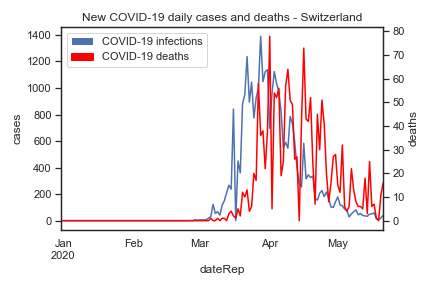 New COVID-19 daily cases and deaths - Switzerland
COVID-19 infections
COVID-19 deaths
1400
1200
1000
800
600
400
200
0
cases
80
70
60
50
40
30
20
10
0
deaths
Jan
2020
Feb
Mar
Apr
May
dateRep